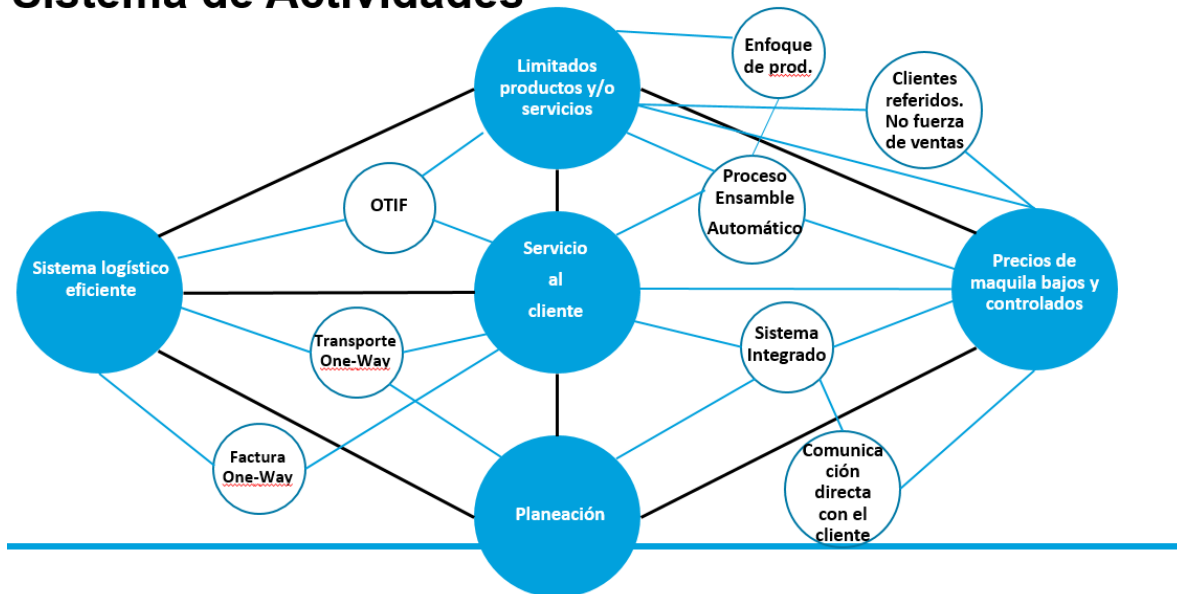 Sistema de Actividades
Limitados
productos y/o
servicios
Enfoque
de prod.
Clientes
referidos.
No fuerza
de ventas
OTIF
Proceso
Ensamble
Automático
Sistema logístico
eficiente
Servicio
al
cliente
Precios de
maquila bajos y
controlados
Transporte
One-Way
Sistema
Integrado
Factura
One-Way
Comunica
ción
directa
con el
cliente
Planeación